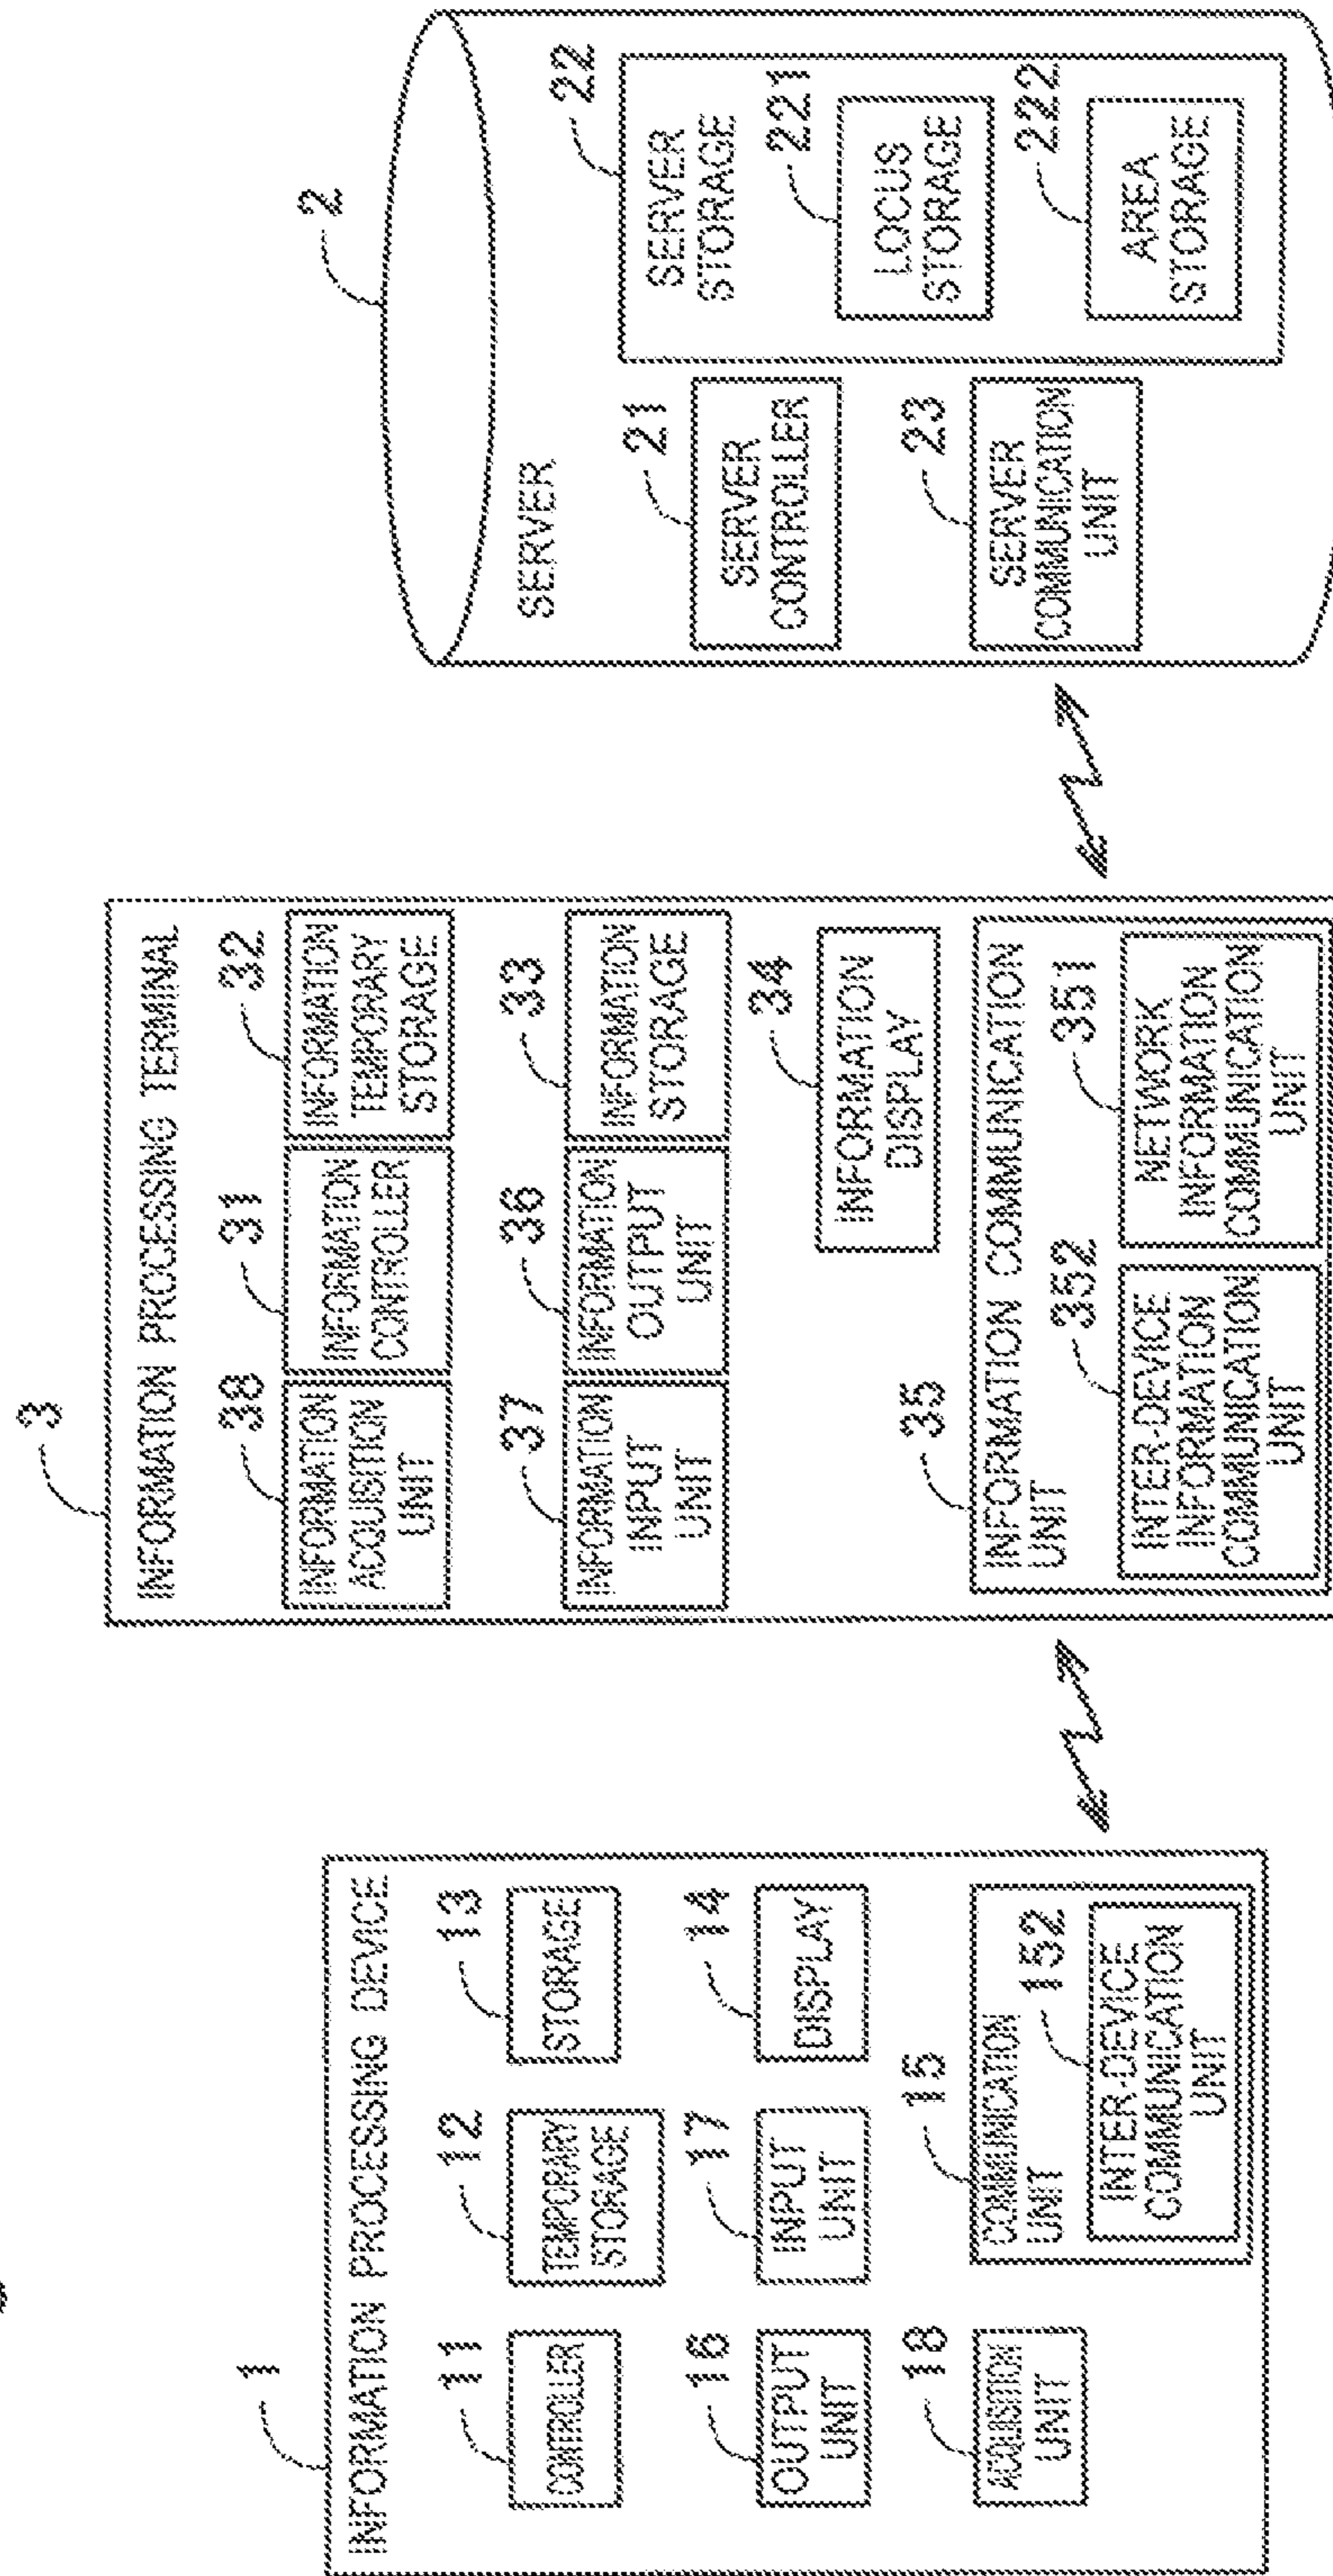 1
INFORMATION PROCESSING DEVICE
11
CONTROLLER
12
TEMPORARY
STORAGE
13
STORAGE
16
OUTPUT
UNIT
17
INPUT
UNIT
14
DISPLAY
18
ACQUISITION
UNIT
15
COMMUNICATION
UNIT
152
INTER-DEVICE
COMMUNICATION
UNIT
3
INFORMATION PROCESSING TERMINAL
38
INFORMATION
ACQUISITION
UNIT
31
INFORMATION
CONTROLLER
32
INFORMATION
TEMPORARY
STORAGE
37
INFORMATION
INPUT
UNIT
36
INFORMATION
OUTPUT
UNIT
33
INFORMATION
STORAGE
34
INFORMATION
DISPLAY
35
INFORMATION COMMUNICATION
UNIT
352
INTER-DEVICE
INFORMATION
COMMUNICATION
UNIT
351
NETWORK
INFORMATION
COMMUNICATION
UNIT
2
SERVER
21
SERVER
CONTROLLER
23
SERVER
COMMUNICATION
UNIT
22
SERVER
STORAGE
221
LOCUS
STORAGE
222
AREA
STORAGE